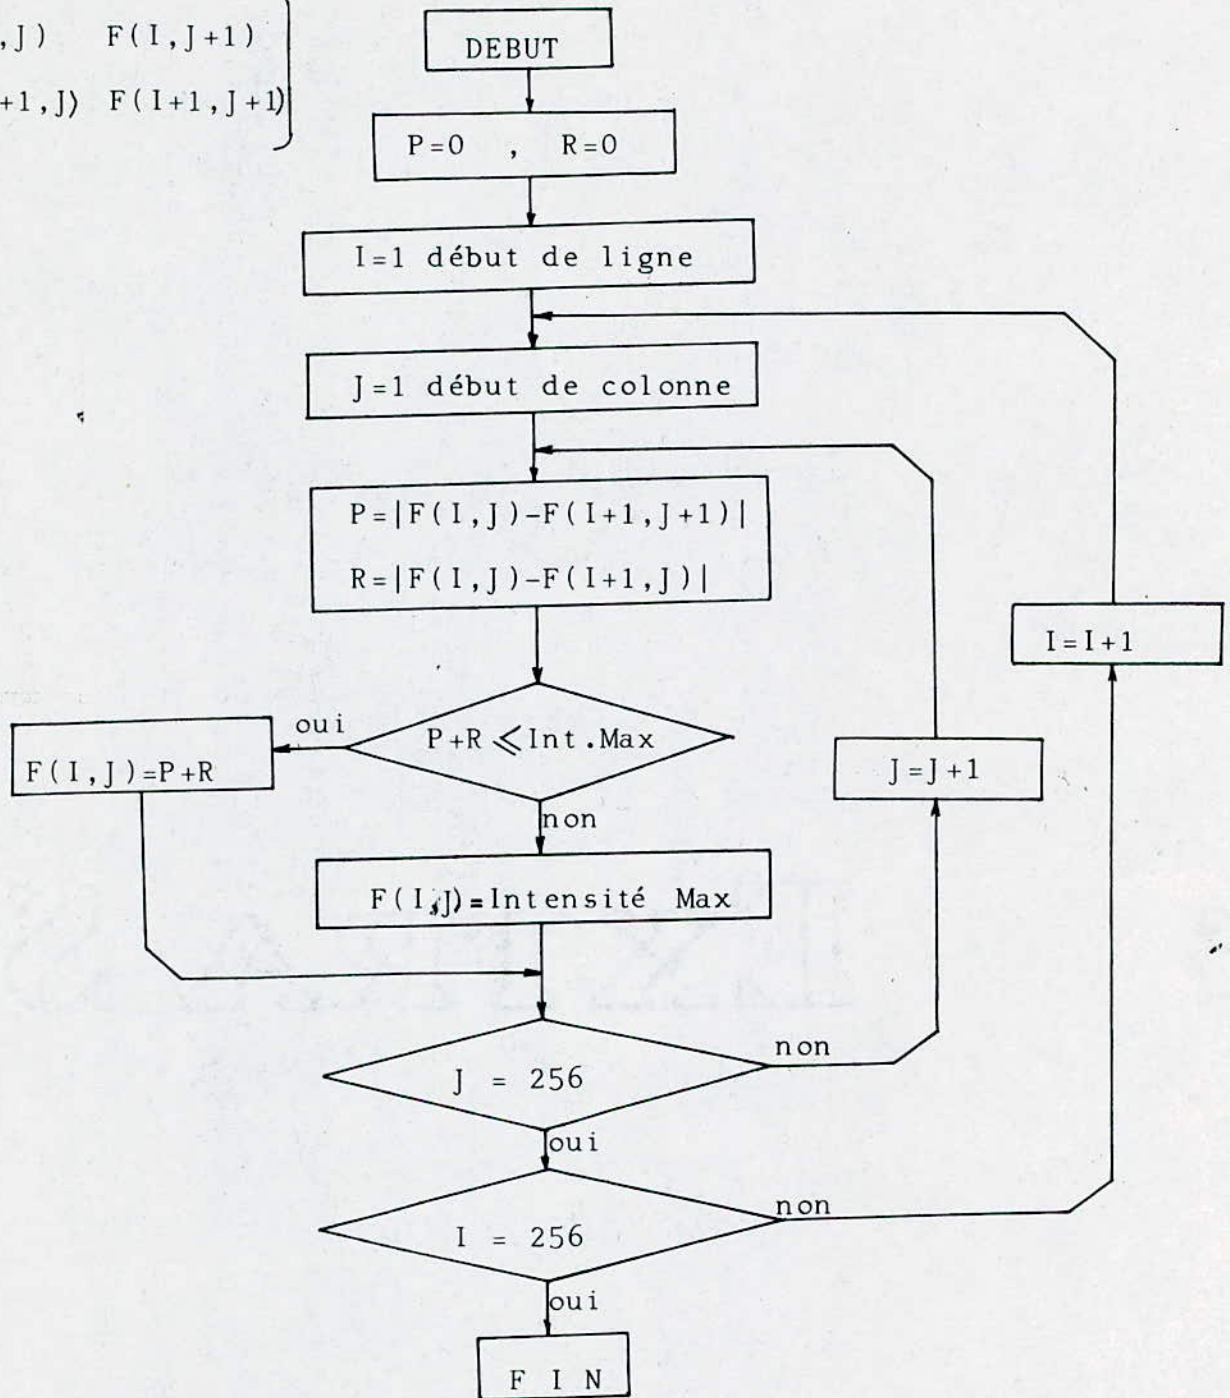 ,J) F(I,J+1)
+1,J) F(I+1,J+1)
DEBUT
P=0 , R=0
I=1 début de ligne
J=1 début de colonne
P=|F(I,J)-F(I+1,J+1)|
R=|F(I,J)-F(I+1,J)|
I=I+1
oui
P+R ⩽ Int.Max
F(I,J)=P+R
J=J+1
non
F(I,J)=Intensité Max
non
J = 256
oui
non
I = 256
oui
F I N